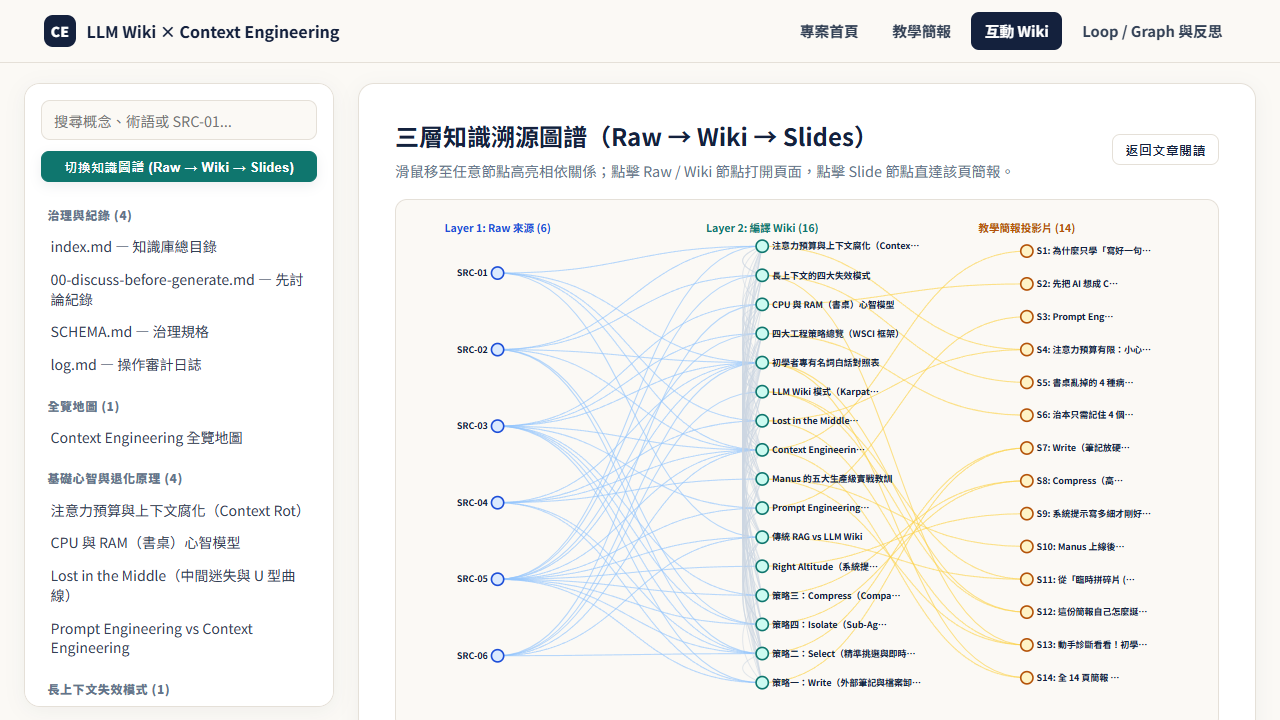 CE LLM Wiki × Context Engineering
專案首頁 教學簡報 互動 Wiki Loop / Graph 與反思
搜尋概念、術語或 SRC-01...
切換知識圖譜 (Raw → Wiki → Slides)
治理與紀錄 (4)
index.md — 知識庫總目錄
00-discuss-before-generate.md — 先討
論紀錄
SCHEMA.md — 治理規格
log.md — 操作審計日誌
全覽地圖 (1)
Context Engineering 全覽地圖
基礎心智與退化原理 (4)
注意力預算與上下文腐化（Context Rot）
CPU 與 RAM（書桌）心智模型
Lost in the Middle（中間迷失與 U 型曲
線）
Prompt Engineering vs Context
Engineering
長上下文失效模式 (1)
三層知識溯源圖譜（Raw → Wiki → Slides）
滑鼠移至任意節點高亮相依關係；點擊 Raw / Wiki 節點打開頁面，點擊 Slide 節點直達該頁簡報。
返回文章閱讀
Layer 1: Raw 來源 (6)
SRC-01
SRC-02
SRC-03
SRC-04
SRC-05
SRC-06
Layer 2: 編譯 Wiki (16)
注意力預算與上下文腐化（Contex…
長上下文的四大失效模式
CPU 與 RAM（書桌）心智模型
四大工程策略總覽（WSCI 框架）
初學者專有名詞白話對照表
LLM Wiki 模式（Karpat…
Lost in the Middle…
Context Engineerin…
Manus 的五大生產級實戰教訓
Prompt Engineering…
傳統 RAG vs LLM Wiki
Right Altitude（系統提…
策略三：Compress（Compa…
策略四：Isolate（Sub-Ag…
策略二：Select（精準挑選與即時…
策略一：Write（外部筆記與檔案卸…
教學簡報投影片 (14)
S1: 為什麼只學「寫好一句…
S2: 先把 AI 想成 C…
S3: Prompt Eng…
S4: 注意力預算有限：小心…
S5: 書桌亂掉的 4 種病…
S6: 治本只需記住 4 個…
S7: Write（筆記放硬…
S8: Compress（高…
S9: 系統提示寫多細才剛好…
S10: Manus 上線後…
S11: 從「臨時拼碎片 (…
S12: 這份簡報自己怎麼誕…
S13: 動手診斷看看！初學…
S14: 全 14 頁簡報 …